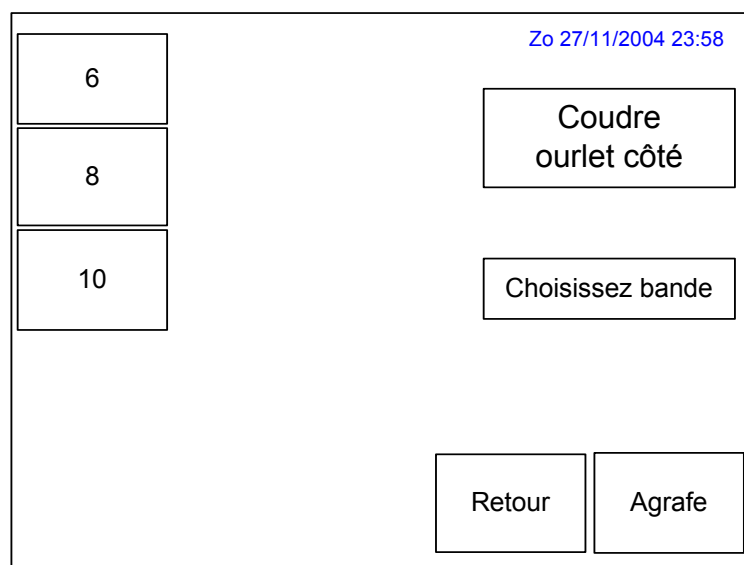 Zo 27/11/2004 23:58
6
8
10
Coudre
ourlet côté
Choisissez bande
Retour
Agrafe